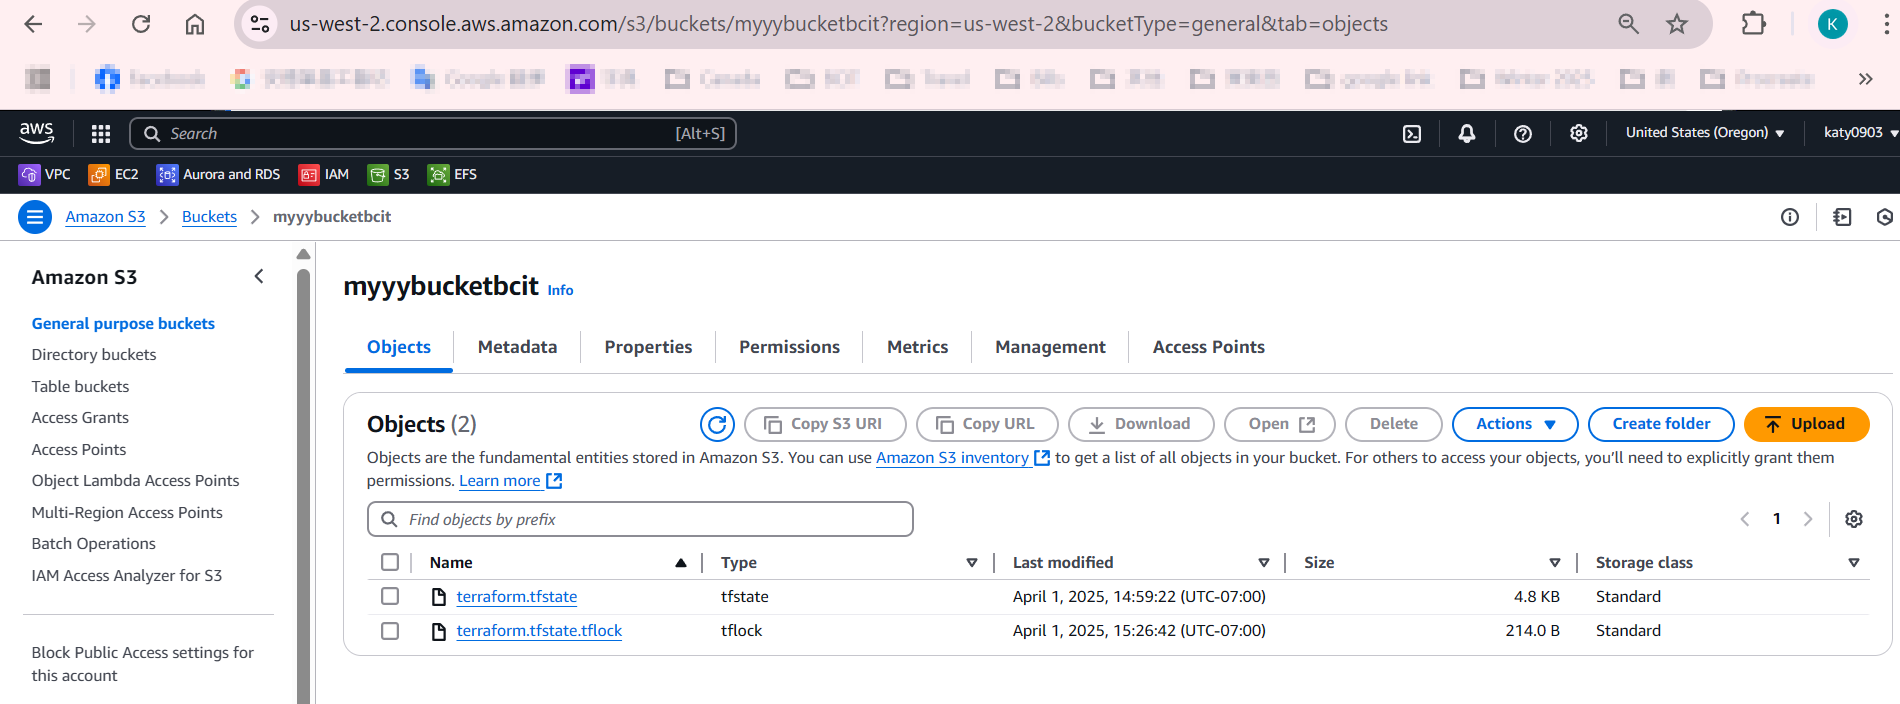 us-west-2.console.aws.amazon.com/s3/buckets/myyybucketbcit?region=us-west-2&bucketType=general&tab=objects
K
aws
Search
[Alt+S]
United States (Oregon)
katy0903
VPC
EC2
Aurora and RDS
IAM
S3
EFS
Amazon S3
Buckets
myyybucketbcit
Amazon S3
General purpose buckets
Directory buckets
Table buckets
Access Grants
Access Points
Object Lambda Access Points
Multi-Region Access Points
Batch Operations
IAM Access Analyzer for S3
Block Public Access settings for
this account
myyybucketbcit Info
Objects
Metadata
Properties
Permissions
Metrics
Management
Access Points
Objects (2)
Copy S3 URI
Copy URL
Download
Open
Delete
Actions
Create folder
Upload
Objects are the fundamental entities stored in Amazon S3. You can use Amazon S3 inventory to get a list of all objects in your bucket. For others to access your objects, you'll need to explicitly grant them
permissions. Learn more
Find objects by prefix
1
Name
Type
Last modified
Size
Storage class
terraform.tfstate
tfstate
April 1, 2025, 14:59:22 (UTC-07:00)
4.8 KB
Standard
terraform.tfstate.tflock
tflock
April 1, 2025, 15:26:42 (UTC-07:00)
214.0 B
Standard